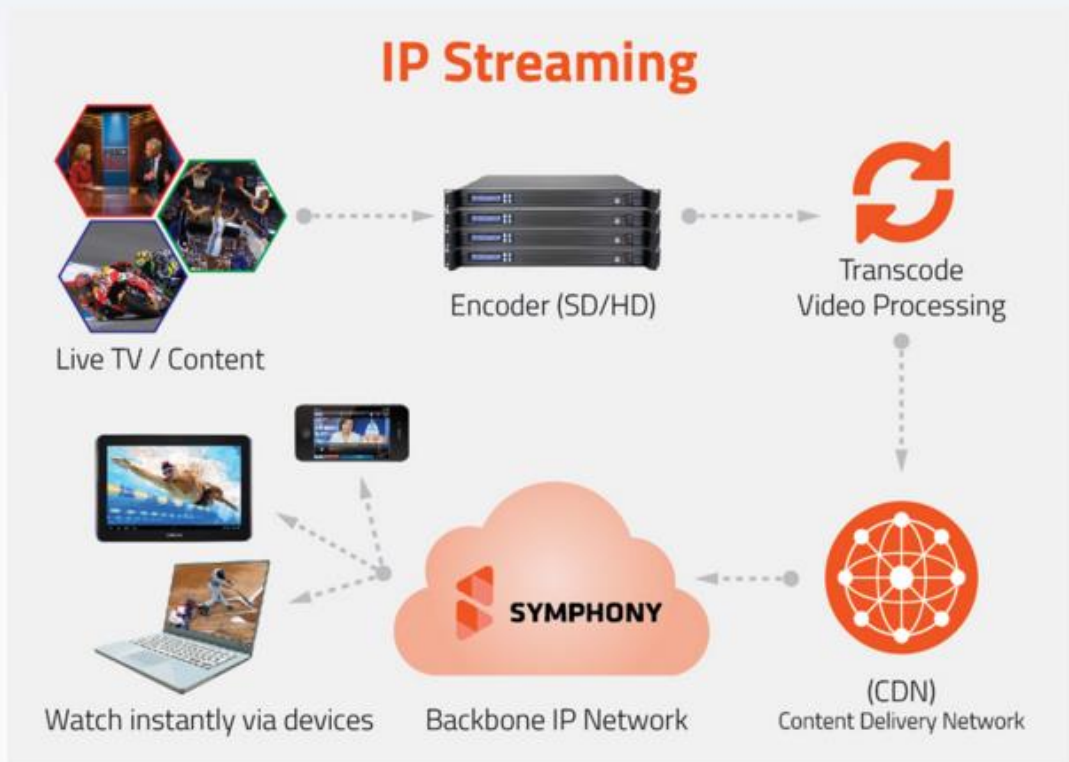 IP Streaming
Live TV / Content
Encoder (SD/HD)
Transcode
Video Processing
(CDN)
Content Delivery Network
SYMPHONY
Backbone IP Network
Watch instantly via devices